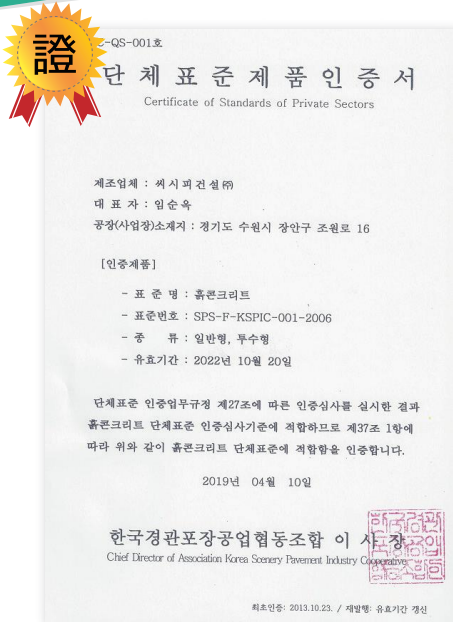 證
-QS-001호
단체표준제품인증서
Certificate of Standards of Private Sectors
제조업체 : 씨시피건설㈜
대 표 자 : 임순옥
공장(사업장)소재지 : 경기도 수원시 장안구 조원로 16
[인증제품]
- 표 준 명 : 흙콘크리트
- 표준번호 : SPS-F-KSPIC-001-2006
- 종 류 : 일반형, 투수형
- 유효기간 : 2022년 10월 20일
단체표준 인증업무규정 제27조에 따른 인증심사를 실시한 결과
흙콘크리트 단체표준 인증심사기준에 적합하므로 제37조 1항에
따라 위와 같이 흙콘크리트 단체표준에 적합함을 인증합니다.
2019년 04월 10일
한국경관포장공업협동조합 이 사 장
Chief Director of Association Korea Scenery Pavement Industry Cooperative
최초인증: 2013.10.23. / 재발행: 유효기간 갱신